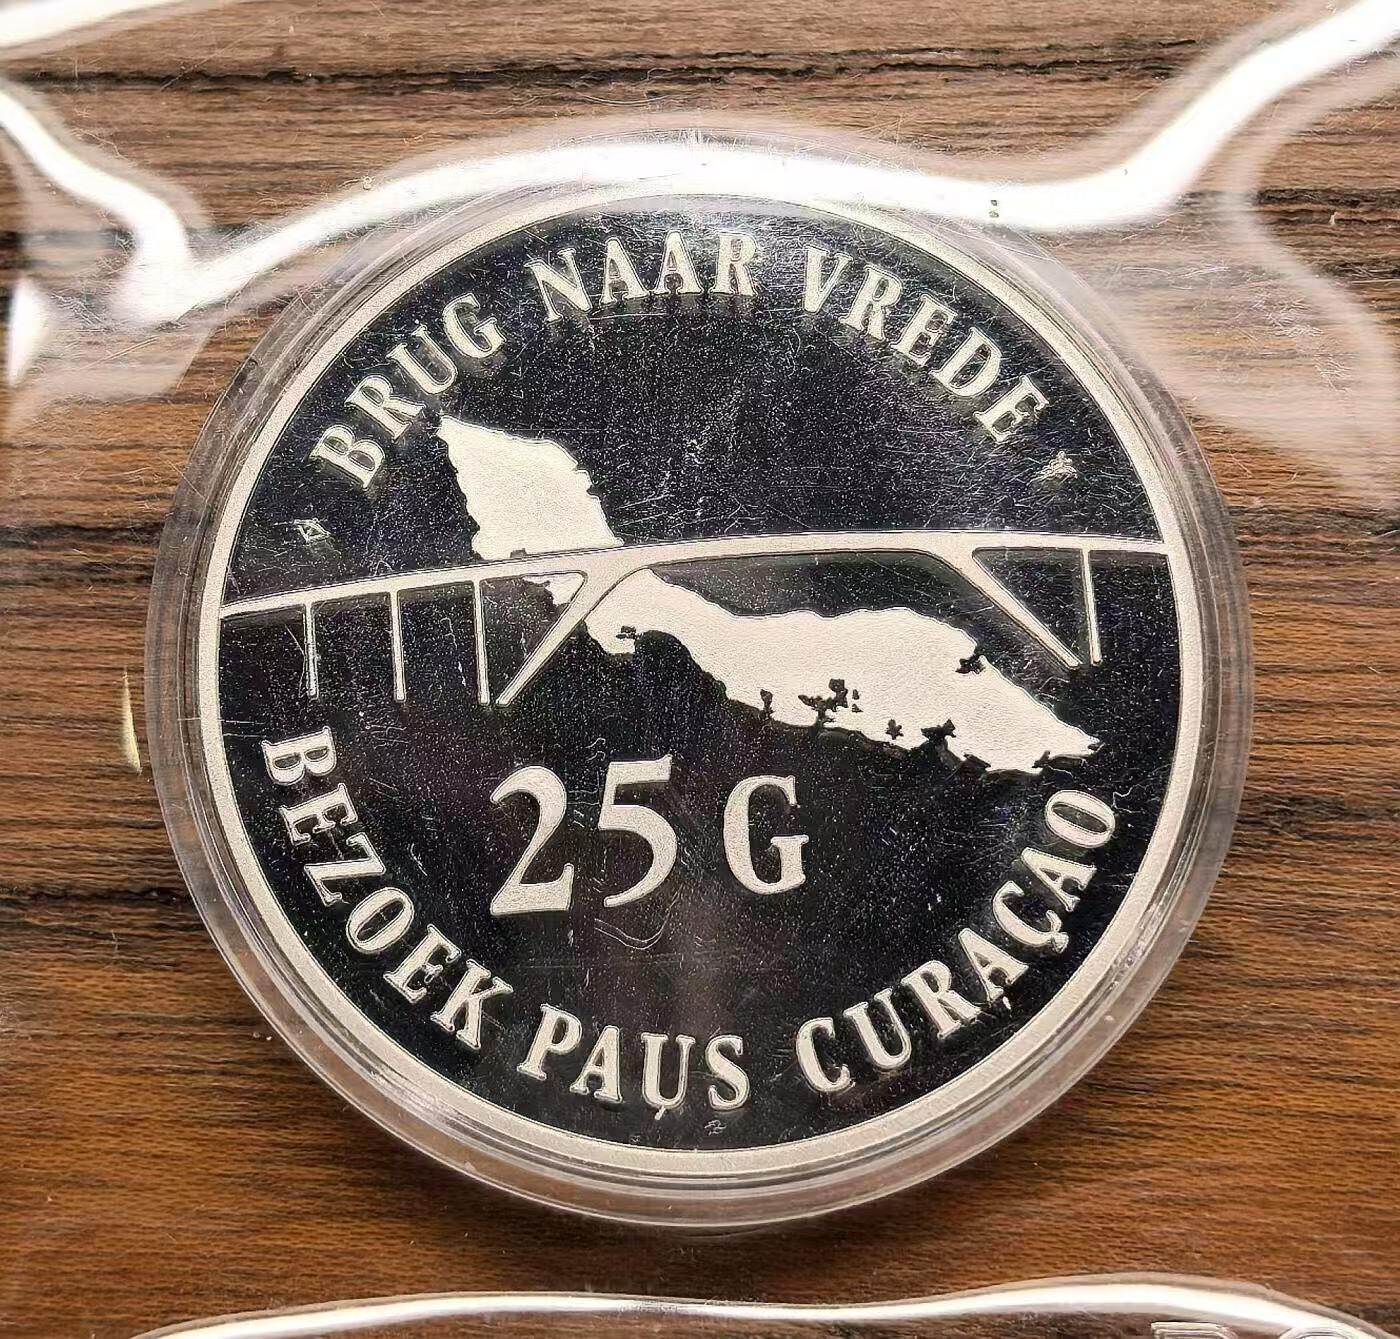 BRUG NAAR VREDE
25 G
BEZOEK PAUS CURAÇAO